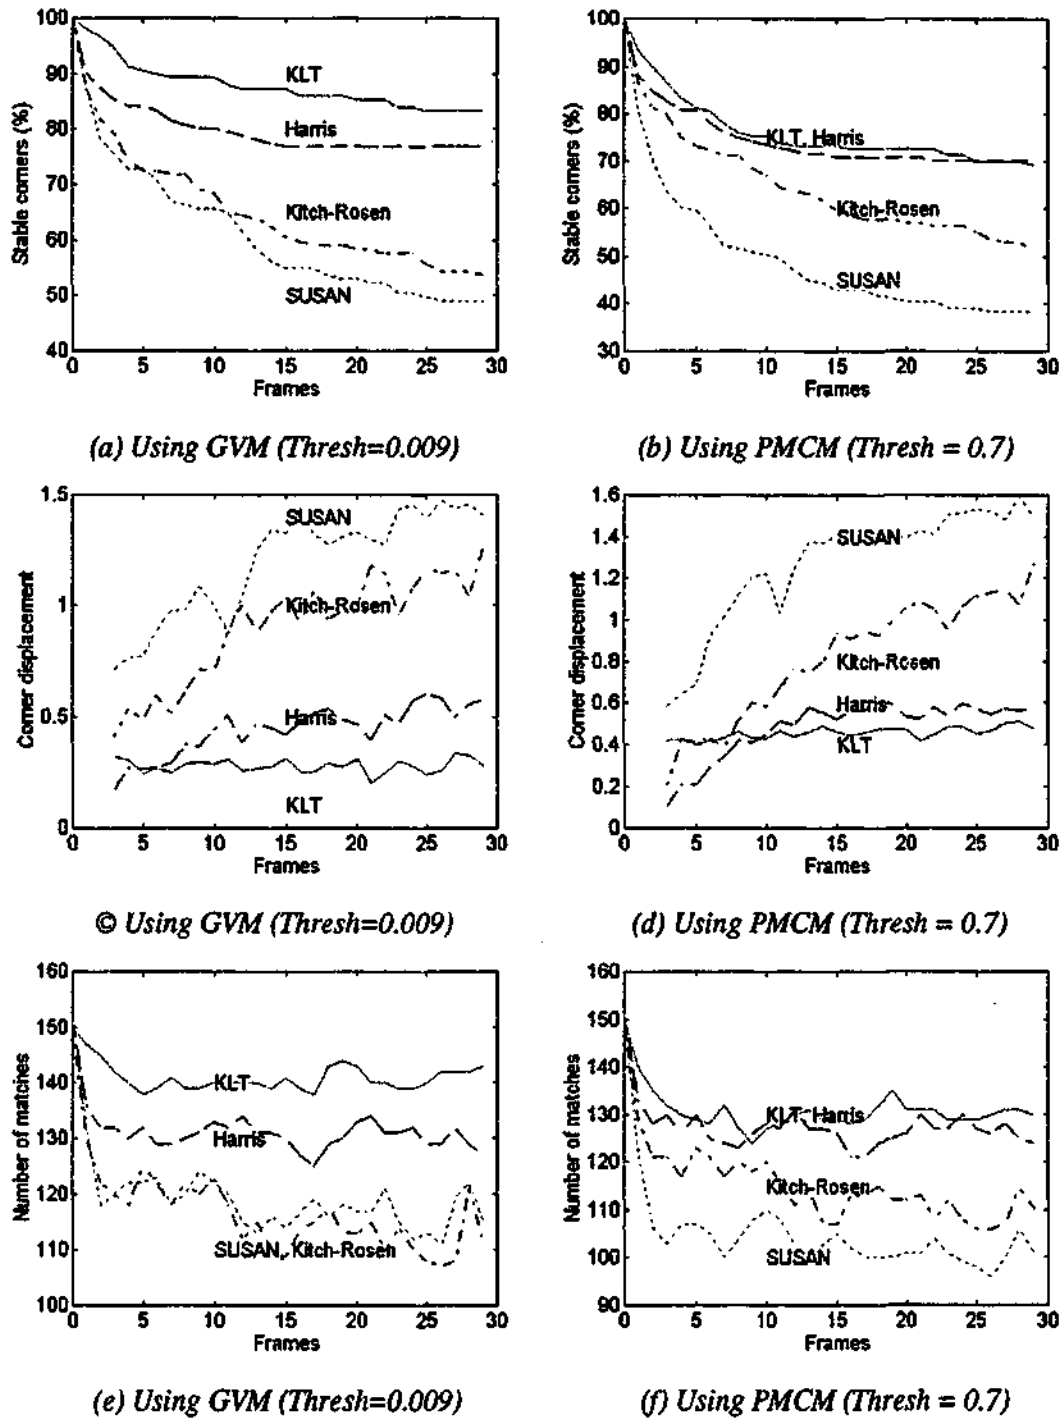 100
90
80
70
60
50
40
Stable corners (%)
KLT
Harris
Kitch-Rosen
SUSAN
0 5 10 15 20 25 30
Frames
(a) Using GVM (Thresh=0.009)
100
90
80
70
60
50
40
30
Stable corners (%)
KLT, Harris
Kitch-Rosen
SUSAN
0 5 10 15 20 25 30
Frames
(b) Using PMCM (Thresh = 0.7)
1.5
1
0.5
0
Corner displacement
SUSAN
Kitch-Rosen
Harris
KLT
0 5 10 15 20 25 30
Frames
© Using GVM (Thresh=0.009)
1.6
1.4
1.2
1
0.8
0.6
0.4
0.2
0
Corner displacement
SUSAN
Kitch-Rosen
Harris
KLT
0 5 10 15 20 25 30
Frames
(d) Using PMCM (Thresh = 0.7)
160
150
140
130
120
110
100
Number of matches
KLT
Harris
SUSAN, Kitch-Rosen
0 5 10 15 20 25 30
Frames
(e) Using GVM (Thresh=0.009)
160
150
140
130
120
110
100
90
Number of matches
KLT, Harris
Kitch-Rosen
SUSAN
0 5 10 15 20 25 30
Frames
(f) Using PMCM (Thresh = 0.7)